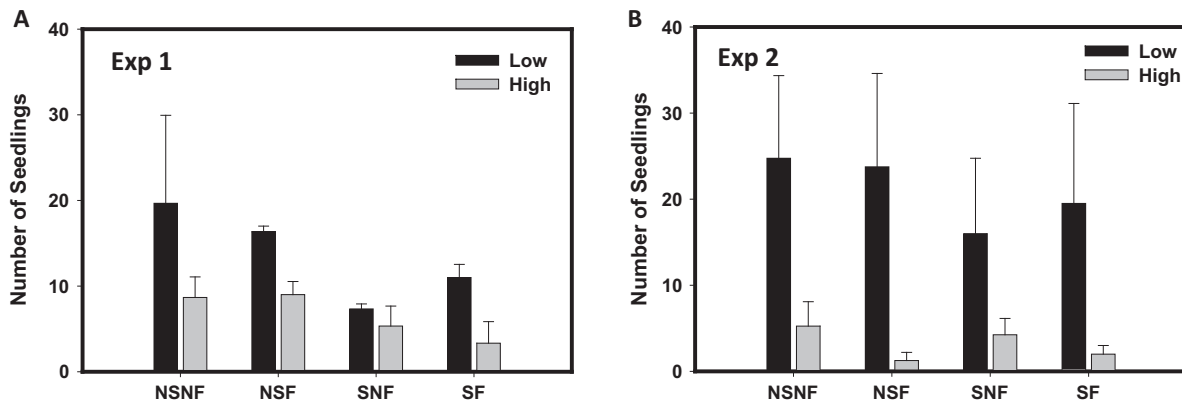 A
Number of Seedlings
40
30
20
10
0
Exp 1
Low
High
NSNF NSF SNF SF
B
Number of Seedlings
40
30
20
10
0
Exp 2
Low
High
NSNF NSF SNF SF